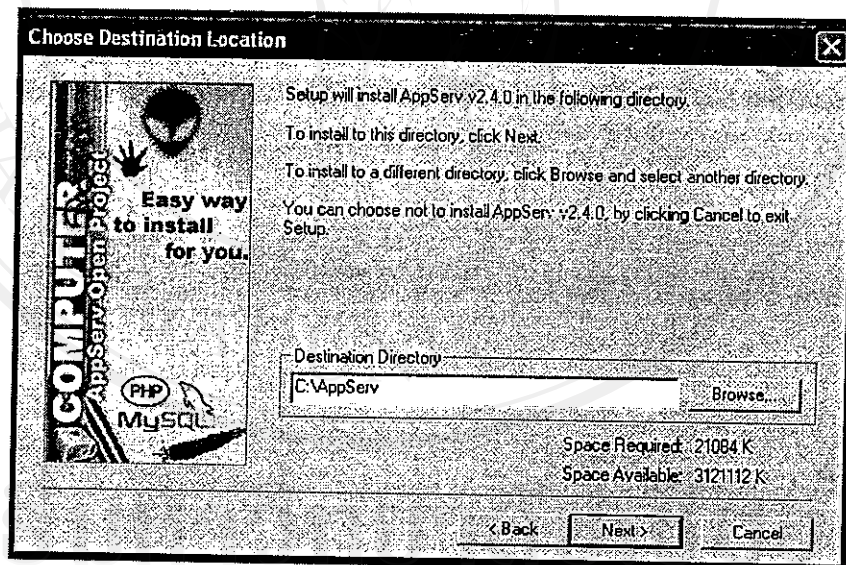 Choose Destination Location
Setup will install AppServ v2.4.0 in the following directory.
To install to this directory, click Next.
To install to a different directory, click Browse and select another directory.
You can choose not to install AppServ v2.4.0, by clicking Cancel to exit
Setup.
COMPUTER
AppServ Open Project
Easy way
to install
for you.
PHP
MySQL
Destination Directory
C:\AppServ
Browse...
Space Required: 21084 K
Space Available: 3121112 K
< Back
Next >
Cancel